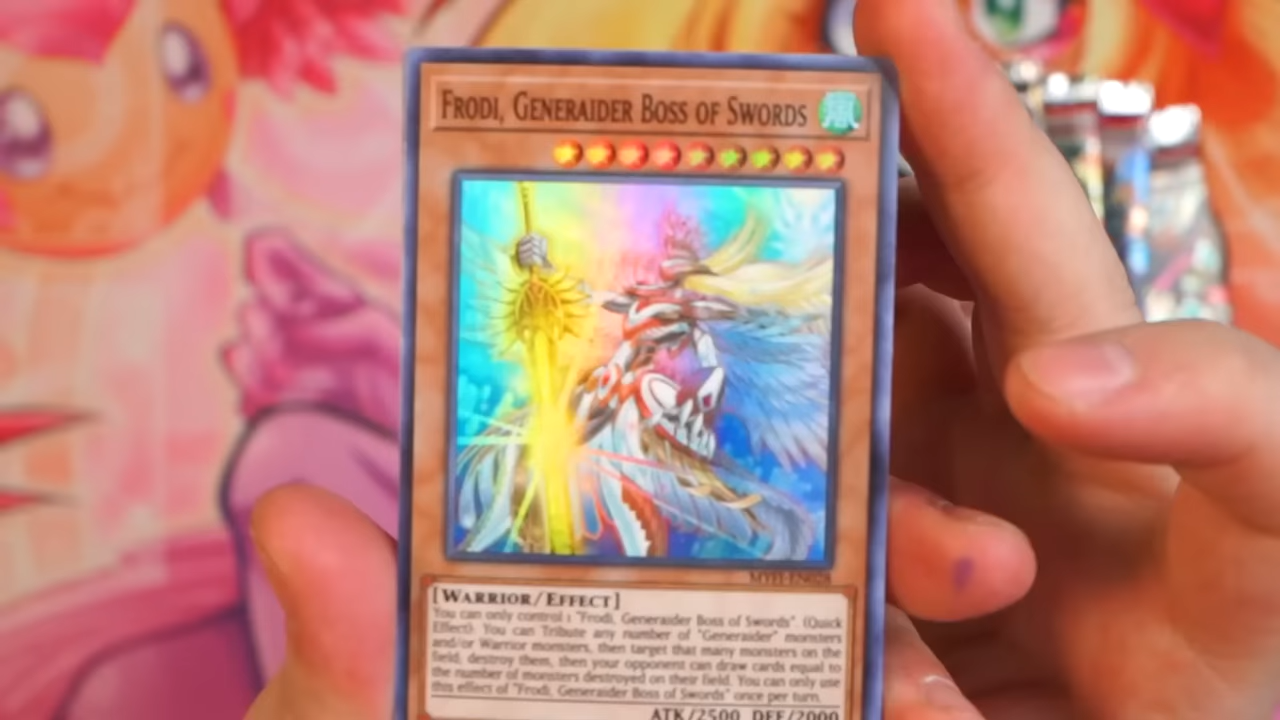 Frodi, Generaider Boss of Swords
風
MYFI-EN028
[Warrior/Effect]
You can only control 1 "Frodi, Generaider Boss of Swords". (Quick
Effect): You can Tribute any number of "Generaider" monsters
and/or Warrior monsters, then target that many monsters on the
field; destroy them, then your opponent can draw cards equal to
the number of monsters destroyed on their field. You can only use
this effect of "Frodi, Generaider Boss of Swords" once per turn.
ATK/2500 DEF/2000